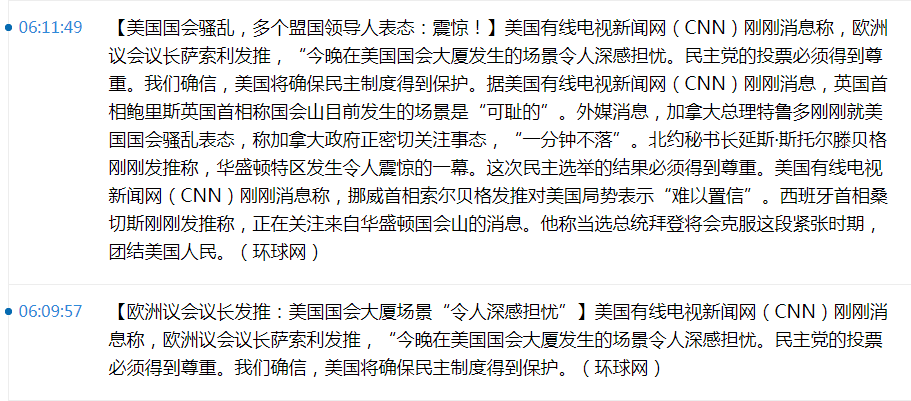 06:11:49
【美国国会骚乱，多个盟国领导人表态：震惊！】美国有线电视新闻网（CNN）刚刚消息称，欧洲
议会议长萨索利发推，“今晚在美国国会大厦发生的场景令人深感担忧。民主党的投票必须得到尊
重。我们确信，美国将确保民主制度得到保护。据美国有线电视新闻网（CNN）刚刚消息，英国首
相鲍里斯英国首相称国会山目前发生的场景是“可耻的”。外媒消息，加拿大总理特鲁多刚刚就美
国国会骚乱表态，称加拿大政府正密切关注事态，“一分钟不落”。北约秘书长延斯·斯托尔滕贝格
刚刚发推称，华盛顿特区发生令人震惊的一幕。这次民主选举的结果必须得到尊重。美国有线电视
新闻网（CNN）刚刚消息称，挪威首相索尔贝格发推对美国局势表示“难以置信”。西班牙首相桑
切斯刚刚发推称，正在关注来自华盛顿国会山的消息。他称当选总统拜登将会克服这段紧张时期，
团结美国人民。（环球网）
06:09:57
【欧洲议会议长发推：美国国会大厦场景“令人深感担忧”】美国有线电视新闻网（CNN）刚刚消
息称，欧洲议会议长萨索利发推，“今晚在美国国会大厦发生的场景令人深感担忧。民主党的投票
必须得到尊重。我们确信，美国将确保民主制度得到保护。（环球网）